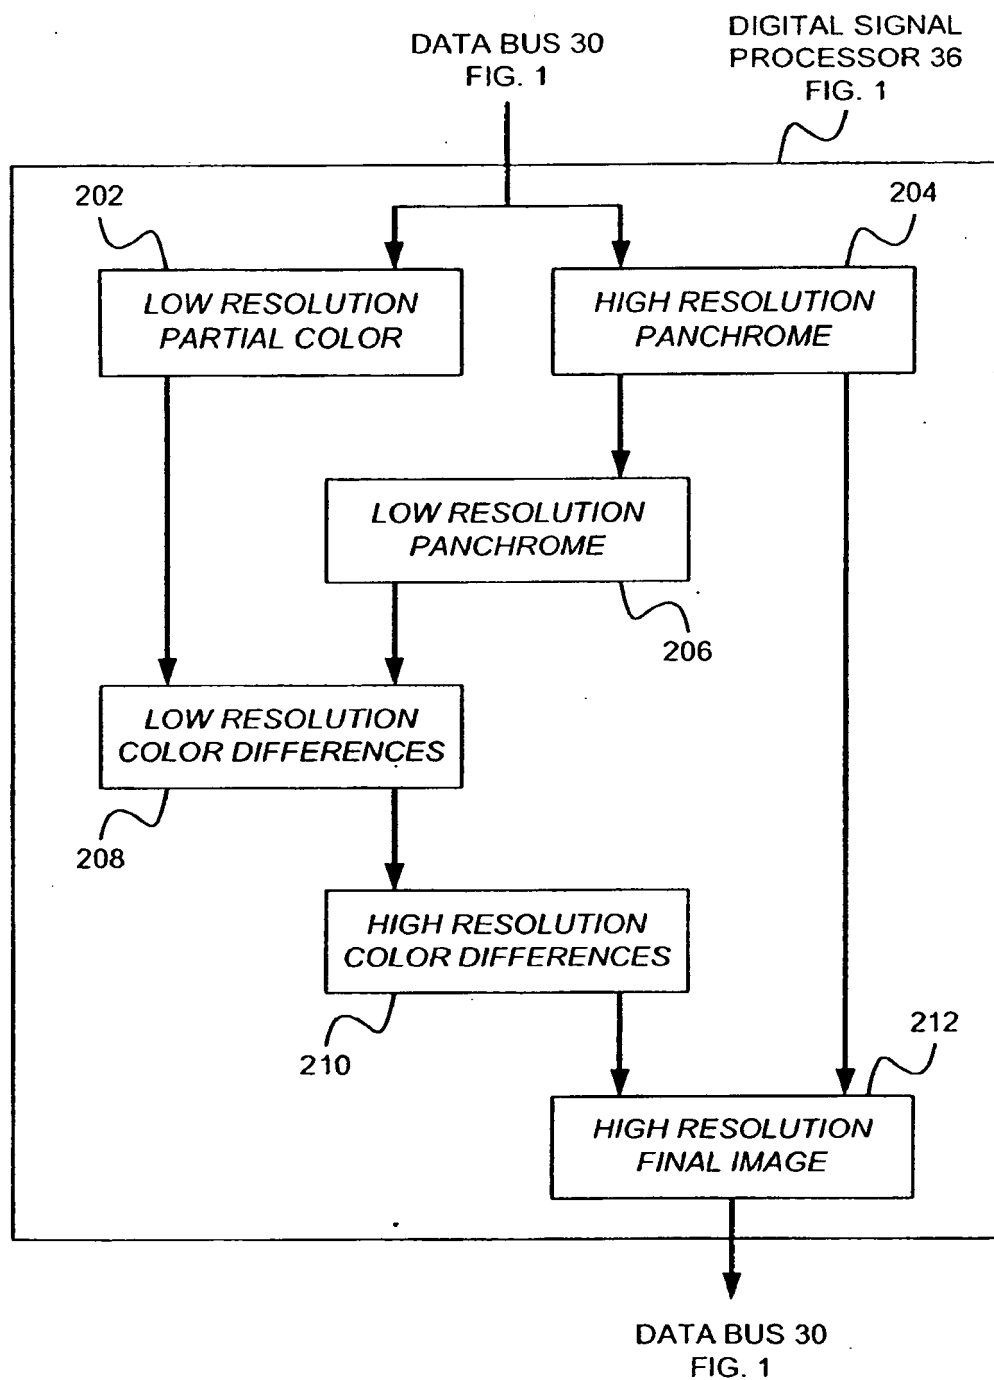 DATA BUS 30
FIG. 1
DIGITAL SIGNAL
PROCESSOR 36
FIG. 1
202
204
LOW RESOLUTION
PARTIAL COLOR
HIGH RESOLUTION
PANCHROME
LOW RESOLUTION
PANCHROME
206
LOW RESOLUTION
COLOR DIFFERENCES
208
HIGH RESOLUTION
COLOR DIFFERENCES
210
212
HIGH RESOLUTION
FINAL IMAGE
DATA BUS 30
FIG. 1